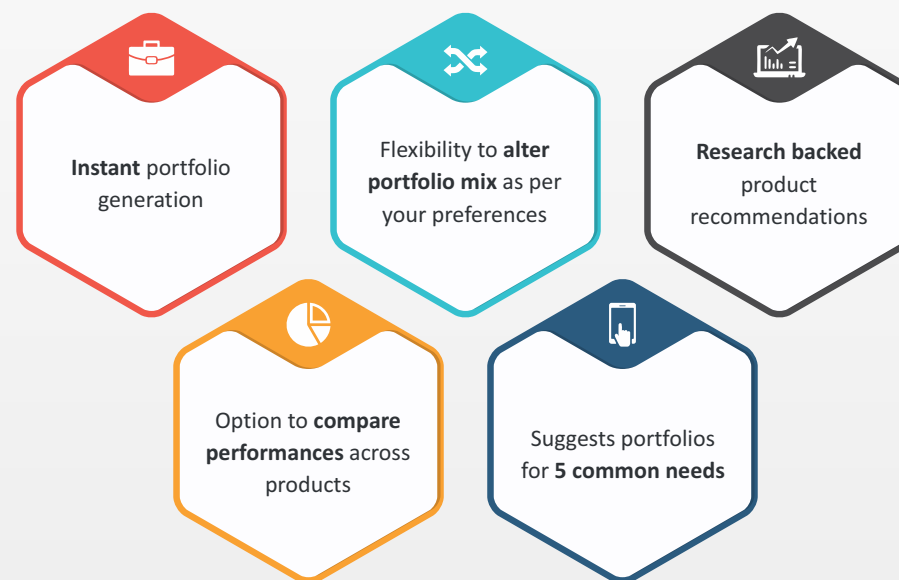 Instant portfolio
generation
Flexibility to alter
portfolio mix as per
your preferences
Research backed
product
recommendations
Option to compare
performances across
products
Suggests portfolios
for 5 common needs